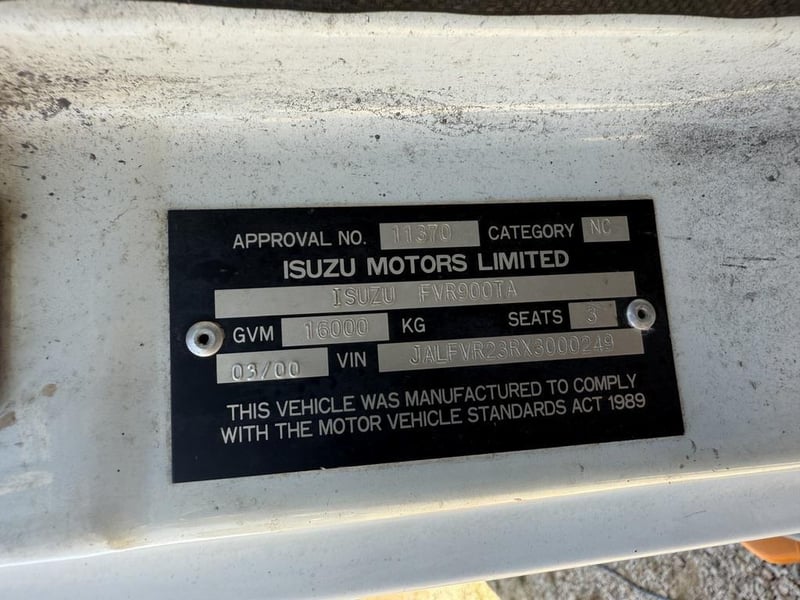 APPROVAL NO. 11370 CATEGORY NC
ISUZU MOTORS LIMITED
ISUZU FVR900TA
GVM 16000 KG SEATS 3
03/00 VIN JALFVR23RX3000249
THIS VEHICLE WAS MANUFACTURED TO COMPLY
WITH THE MOTOR VEHICLE STANDARDS ACT 1989